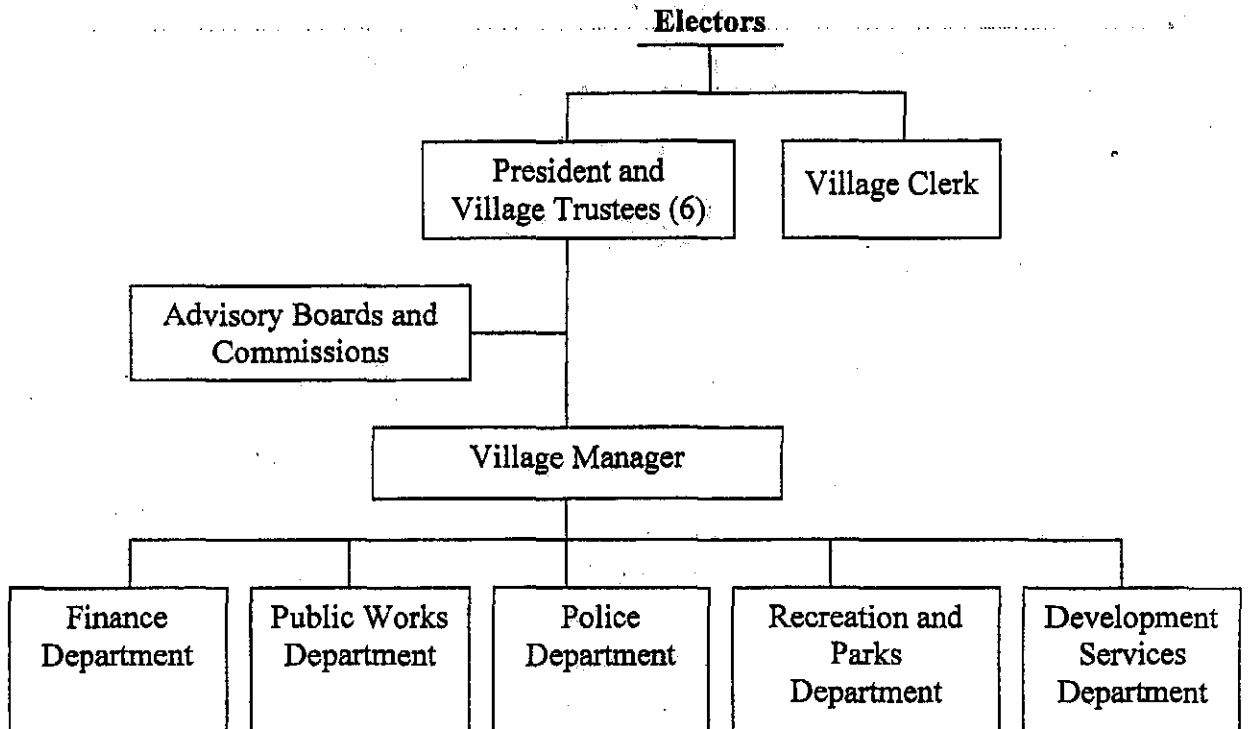 Electors
President and
Village Trustees (6)
Village Clerk
Advisory Boards and
Commissions
Village Manager
Finance
Department
Public Works
Department
Police
Department
Recreation and
Parks
Department
Development
Services
Department